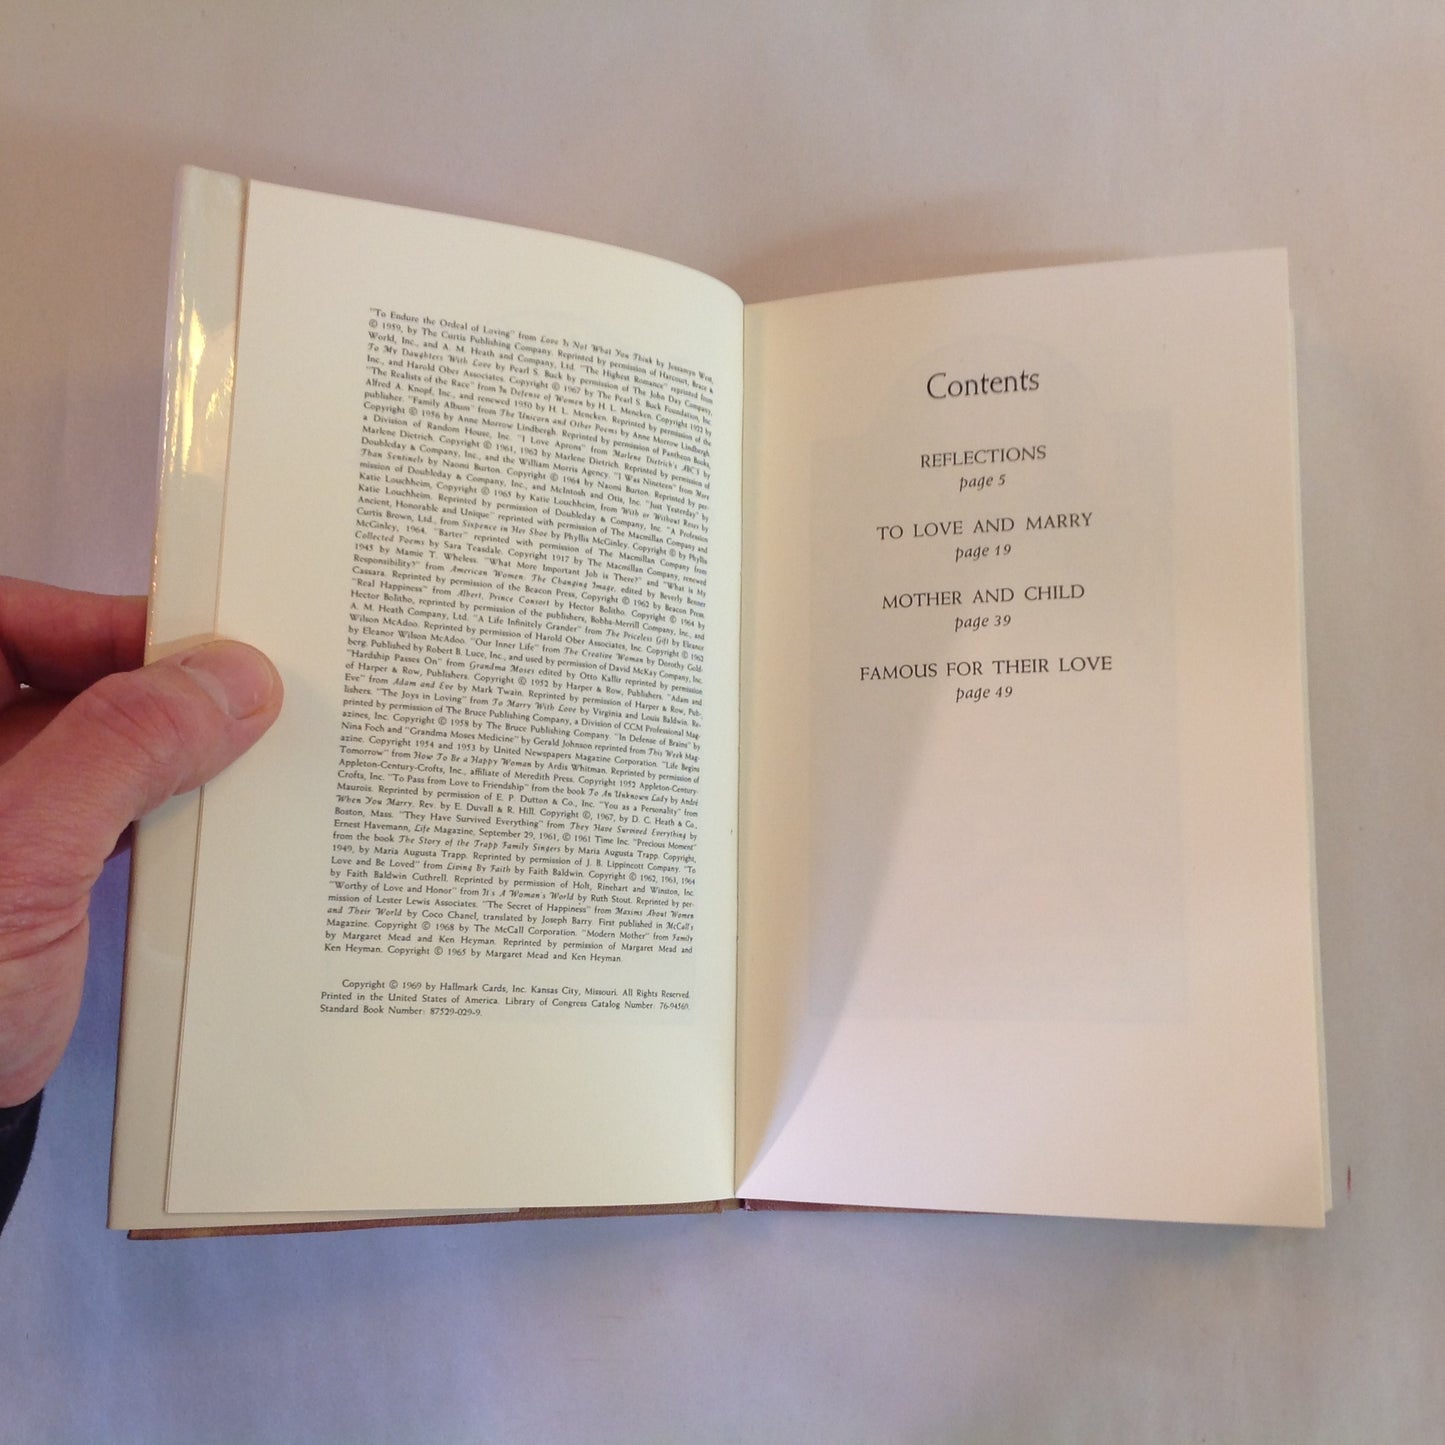 "To Endure the Ordeal of Loving" from Love Is Not What You Think by Jessamyn West,
© 1959, by The Curtis Publishing Company. Reprinted by permission of Harcourt, Brace &
World, Inc., and A. M. Heath and Company, Ltd. "The Highest Romance" reprinted from
To My Daughters With Love by Pearl S. Buck by permission of The John Day Company,
Inc., and Harold Ober Associates. Copyright © 1967 by The Pearl S. Buck Foundation, Inc.
"The Realists of the Race" from In Defense of Women by H. L. Mencken. Copyright 1922 by
Alfred A. Knopf, Inc., and renewed 1950 by H. L. Mencken. Reprinted by permission of the
publisher. "Family Album" from The Unicorn and Other Poems by Anne Morrow Lindbergh.
Copyright © 1956 by Anne Morrow Lindbergh. Reprinted by permission of Pantheon Books,
a Division of Random House, Inc. "I Love Aprons" from Marlene Dietrich's ABC'S by
Marlene Dietrich. Copyright © 1961, 1962 by Marlene Dietrich. Reprinted by permission of
Doubleday & Company, Inc., and the William Morris Agency. "I Was Nineteen" from More
Than Sentinels by Naomi Burton. Copyright © 1964 by Naomi Burton. Reprinted by per-
mission of Doubleday & Company, Inc., and McIntosh and Otis, Inc. "Just Yesterday" by
Katie Louchheim, Copyright © 1965 by Katie Louchheim, from With or Without Roses by
Katie Louchheim. Reprinted by permission of Doubleday & Company, Inc. "A Profession
Ancient, Honorable and Unique" reprinted with permission of The Macmillan Company and
Curtis Brown, Ltd., from Sixpence in Her Shoe by Phyllis McGinley. Copyright © by Phyllis
McGinley, 1964. "Barter" reprinted with permission of The Macmillan Company from
Collected Poems by Sara Teasdale. Copyright 1917 by The Macmillan Company, renewed
1945 by Mamie T. Wheless. "What More Important Job is There?" and "What is My
Responsibility?" from American Women: The Changing Image, edited by Beverly Benner
Cassara. Reprinted by permission of the Beacon Press, Copyright © 1962 by Beacon Press.
"Real Happiness" from Albert, Prince Consort by Hector Bolitho. Copyright © 1964 by
Hector Bolitho, reprinted by permission of the publishers, Bobbs-Merrill Company, Inc., and
A. M. Heath Company, Ltd. "A Life Infinitely Grander" from The Priceless Gift by Eleanor
Wilson McAdoo. Reprinted by permission of Harold Ober Associates, Inc. Copyright © 1962
by Eleanor Wilson McAdoo. "Our Inner Life" from The Creative Woman by Dorothy Gold-
berg. Published by Robert B. Luce, Inc., and used by permission of David McKay Company, Inc.
"Hardship Passes On" from Grandma Moses edited by Otto Kallir reprinted by permission
of Harper & Row, Publishers. Copyright © 1952 by Harper & Row, Publishers. "Adam and
Eve" from Adam and Eve by Mark Twain. Reprinted by permission of Harper & Row, Pub-
lishers. "The Joys in Loving" from To Marry With Love by Virginia and Louis Baldwin. Re-
printed by permission of The Bruce Publishing Company, a Division of CCM Professional Mag-
azines, Inc. Copyright © 1958 by The Bruce Publishing Company. "In Defense of Brains" by
Nina Foch and "Grandma Moses Medicine" by Gerald Johnson reprinted from This Week Mag-
azine. Copyright 1954 and 1953 by United Newspapers Magazine Corporation. "Life Begins
Tomorrow" from How To Be a Happy Woman by Ardis Whitman. Reprinted by permission of
Appleton-Century-Crofts, Inc., affiliate of Meredith Press. Copyright 1952 Appleton-Century-
Crofts, Inc. "To Pass from Love to Friendship" from the book To An Unknown Lady by André
Maurois. Reprinted by permission of E. P. Dutton & Co., Inc. "You as a Personality" from
When You Marry. Rev. by E. Duvall & R. Hill. Copyright ©, 1967, by D. C. Heath & Co.,
Boston, Mass. "They Have Survived Everything" from They Have Survived Everything by
Ernest Havemann, Life Magazine, September 29, 1961, © 1961 Time Inc. "Precious Moment"
from the book The Story of the Trapp Family Singers by Maria Augusta Trapp. Copyright,
1949, by Maria Augusta Trapp. Reprinted by permission of J. B. Lippincott Company. "To
Love and Be Loved" from Living By Faith by Faith Baldwin. Copyright © 1962, 1963, 1964
by Faith Baldwin Cuthrell. Reprinted by permission of Holt, Rinehart and Winston, Inc.
"Worthy of Love and Honor" from It's A Woman's World by Ruth Stout. Reprinted by per-
mission of Lester Lewis Associates. "The Secret of Happiness" from Maxims About Women
and Their World by Coco Chanel, translated by Joseph Barry. First published in McCall's
Magazine. Copyright © 1968 by The McCall Corporation. "Modern Mother" from Family
by Margaret Mead and Ken Heyman. Reprinted by permission of Margaret Mead and
Ken Heyman. Copyright © 1965 by Margaret Mead and Ken Heyman.
Copyright © 1969 by Hallmark Cards, Inc. Kansas City, Missouri. All Rights Reserved.
Printed in the United States of America. Library of Congress Catalog Number: 76-94569.
Standard Book Number: 87529-029-9.
Contents
REFLECTIONS
page 5
TO LOVE AND MARRY
page 19
MOTHER AND CHILD
page 39
FAMOUS FOR THEIR LOVE
page 49